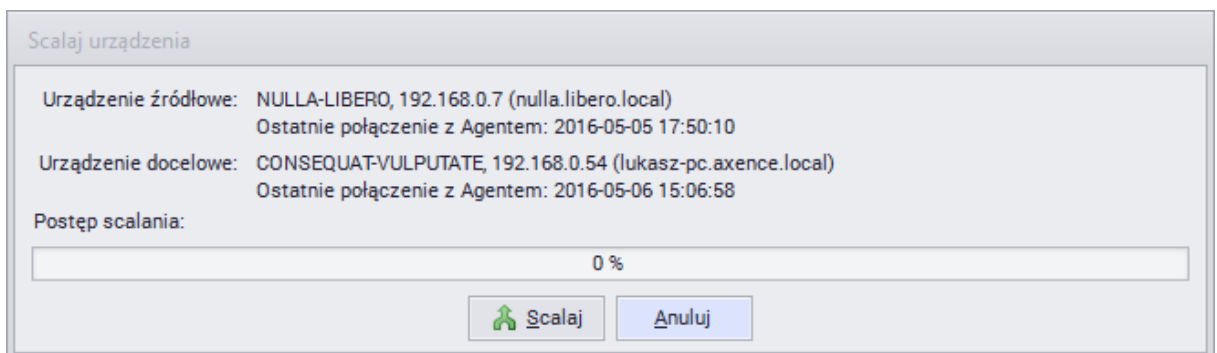 Scalaj urządzenia
Urządzenie źródłowe: NULLA-LIBERO, 192.168.0.7 (nulla.libero.local)
Ostatnie połączenie z Agentem: 2016-05-05 17:50:10
Urządzenie docelowe: CONSEQUAT-VULPUTATE, 192.168.0.54 (lukasz-pc.axence.local)
Ostatnie połączenie z Agentem: 2016-05-06 15:06:58
Postęp scalania:
0 %
Scalaj Anuluj